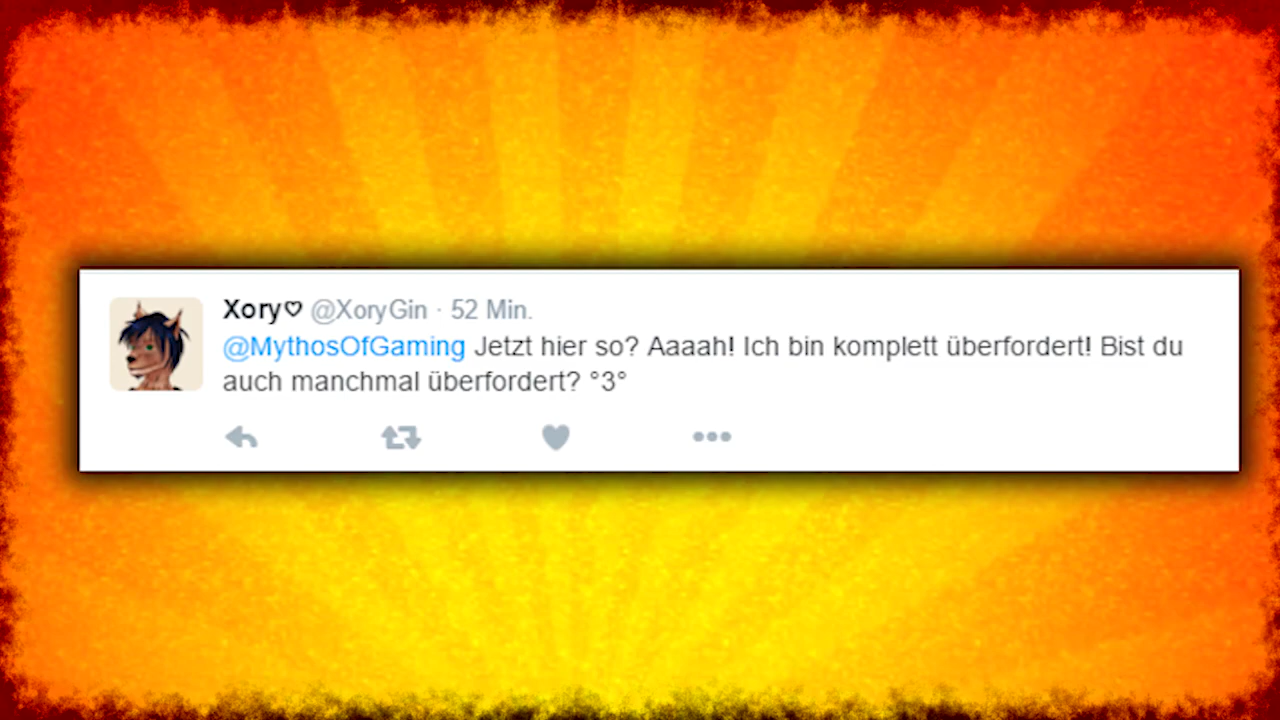 Xory♡ @XoryGin · 52 Min.
@MythosOfGaming Jetzt hier so? Aaaah! Ich bin komplett überfordert! Bist du
auch manchmal überfordert? °3°